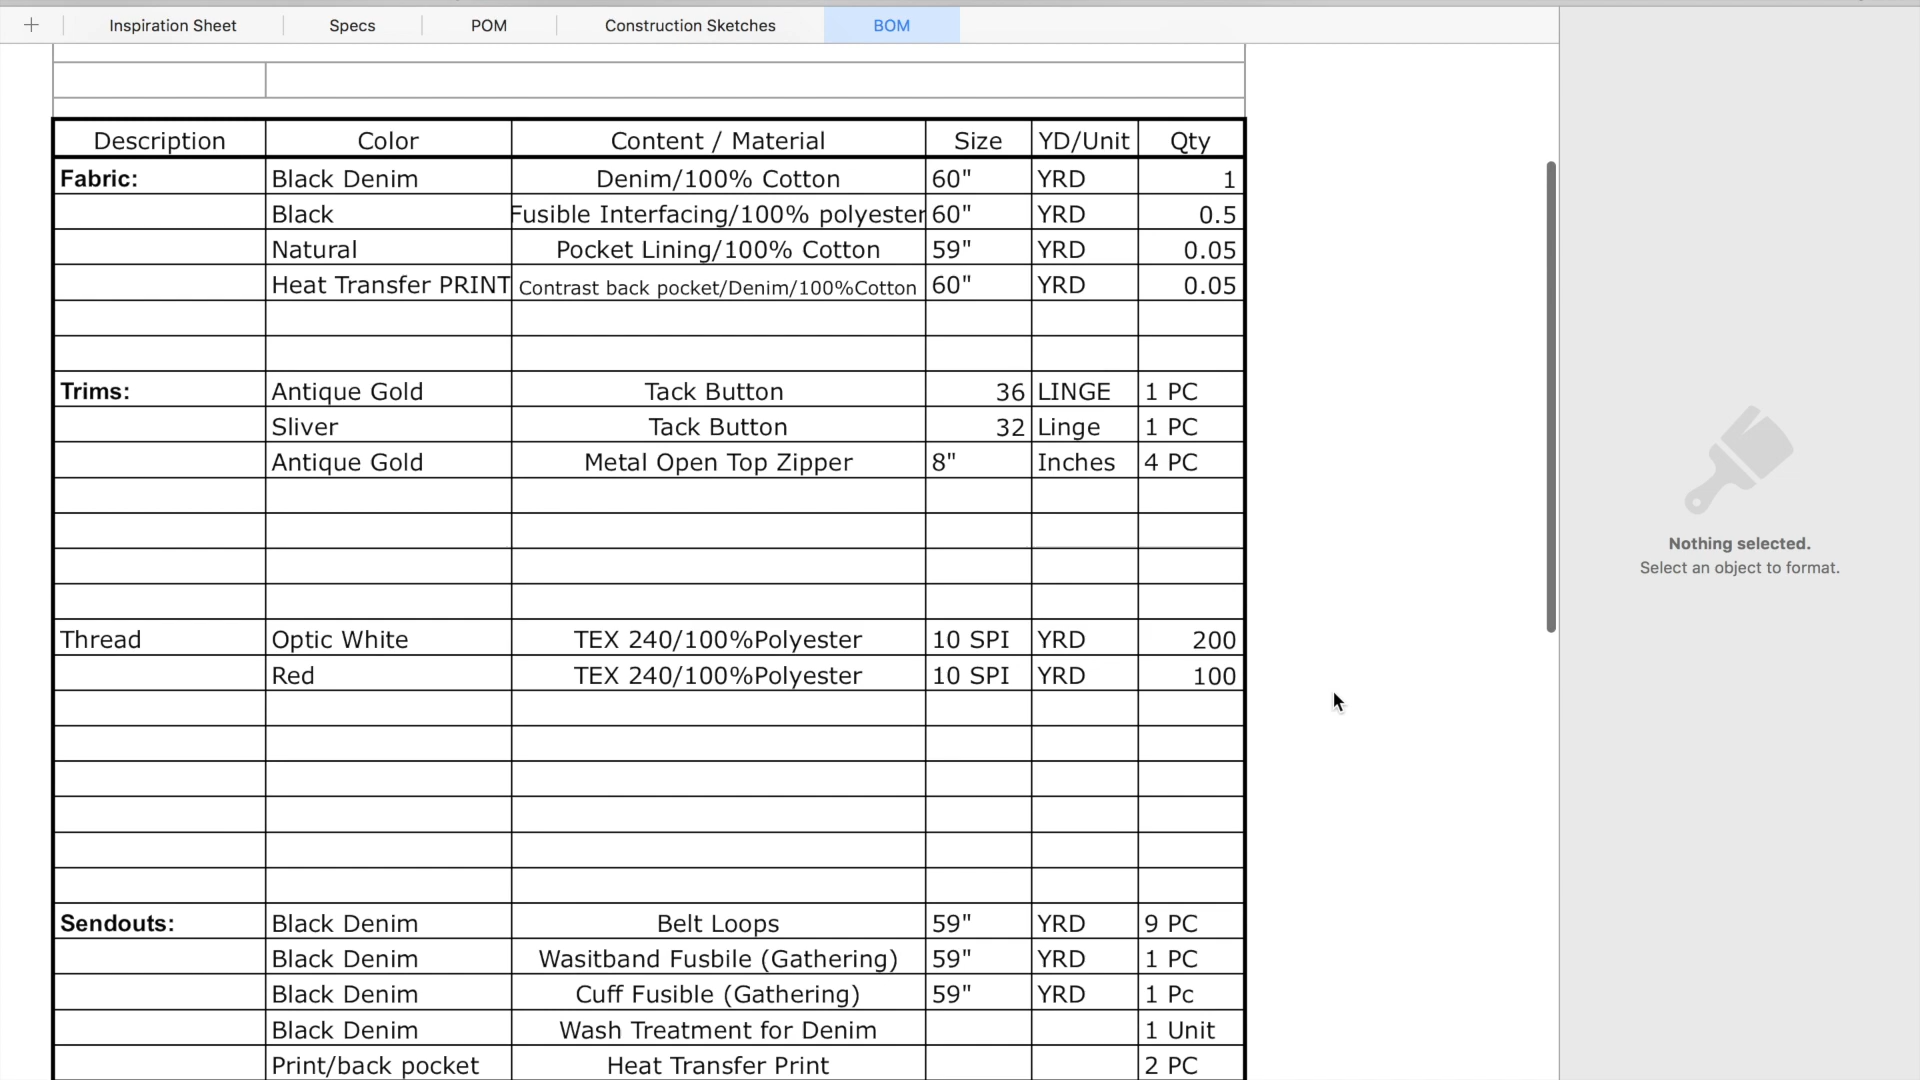 + Inspiration Sheet Specs POM Construction Sketches BOM
Description Color Content / Material Size YD/Unit Qty
Fabric: Black Denim Denim/100% Cotton 60" YRD 1
Black Fusible Interfacing/100% polyester 60" YRD 0.5
Natural Pocket Lining/100% Cotton 59" YRD 0.05
Heat Transfer PRINT Contrast back pocket/Denim/100%Cotton 60" YRD 0.05
Trims: Antique Gold Tack Button 36 LINGE 1 PC
Sliver Tack Button 32 Linge 1 PC
Antique Gold Metal Open Top Zipper 8" Inches 4 PC
Nothing selected.
Select an object to format.
Thread Optic White TEX 240/100%Polyester 10 SPI YRD 200
Red TEX 240/100%Polyester 10 SPI YRD 100
Sendouts: Black Denim Belt Loops 59" YRD 9 PC
Black Denim Wasitband Fusbile (Gathering) 59" YRD 1 PC
Black Denim Cuff Fusible (Gathering) 59" YRD 1 Pc
Black Denim Wash Treatment for Denim 1 Unit
Print/back pocket Heat Transfer Print 2 PC